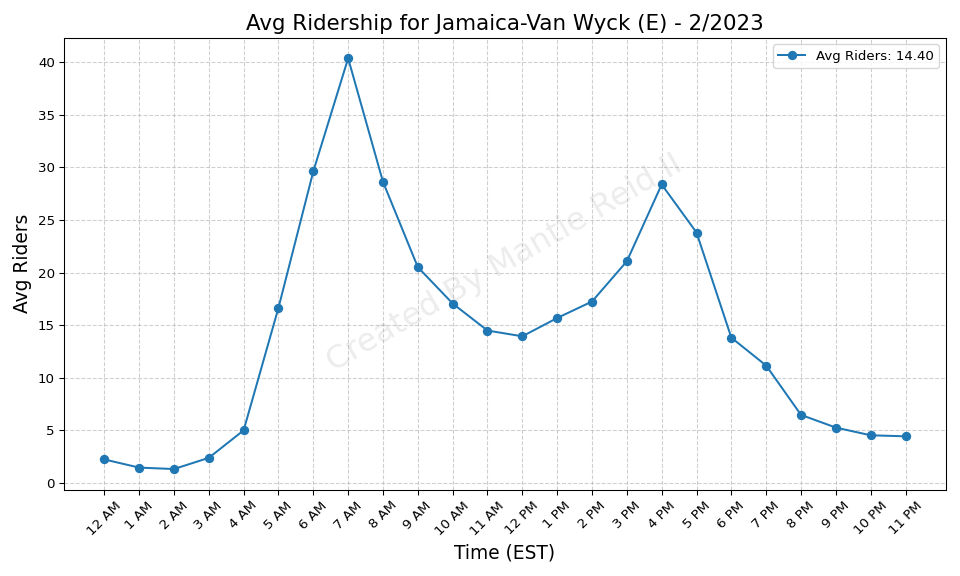 Avg Ridership for Jamaica-Van Wyck (E) - 2/2023
Avg Riders: 14.40
Avg Riders
40
35
30
25
20
15
10
5
0
Created By Mantle Reid II
12 AM
1 AM
2 AM
3 AM
4 AM
5 AM
6 AM
7 AM
8 AM
9 AM
10 AM
11 AM
12 PM
1 PM
2 PM
3 PM
4 PM
5 PM
6 PM
7 PM
8 PM
9 PM
10 PM
11 PM
Time (EST)